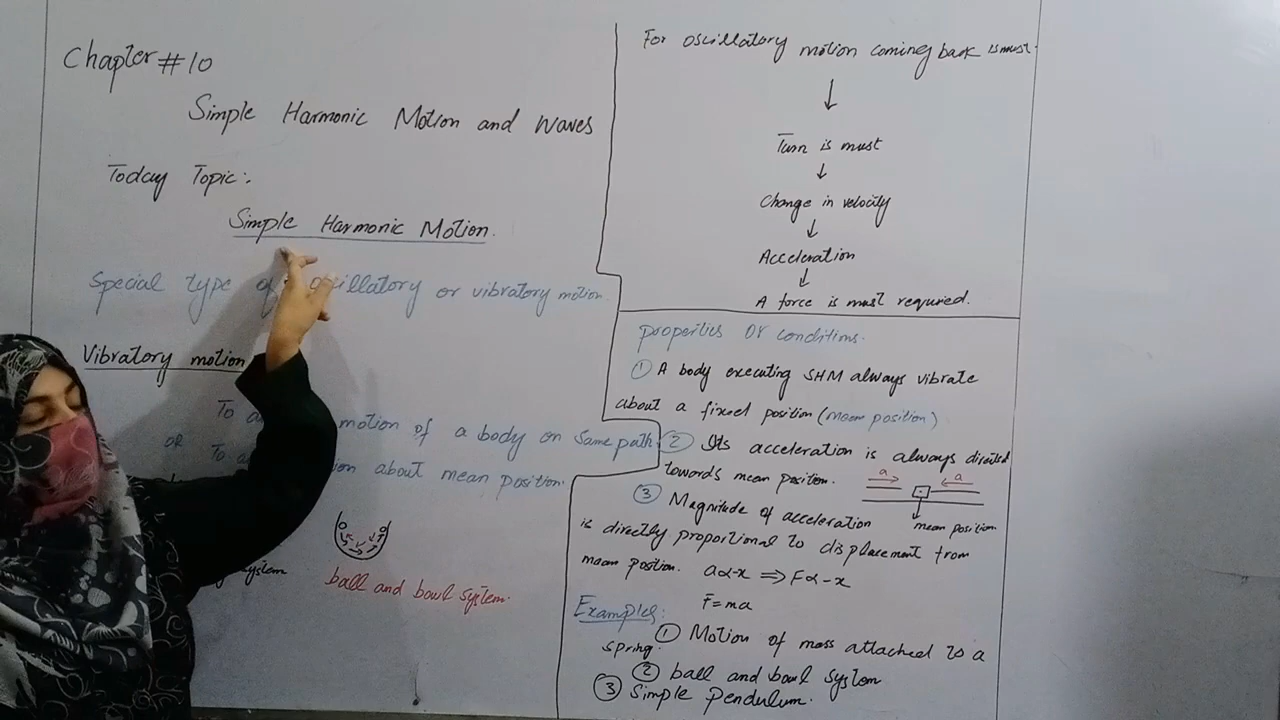 Chapter #10
Simple Harmonic Motion and Waves
Today Topic:.
Simple Harmonic Motion.
Special type of oscillatory or vibratory motion.
Vibratory motion
To a motion of a body on same path
OR To a about mean position.
system
ball and bowl system.
For oscillatory motion coming back is must.
↓
Turn is must
↓
Change in velocity
↓
Acceleration
↓
A force is must required.
properties or conditions.
① A body executing SHM always vibrate
about a fixed position (mean position)
② Its acceleration is always directed
towards mean position.
a a
mean position
③ Magnitude of acceleration
is directly proportional to displacement from
mean position. a∝-x ⇒ F∝-x
F=ma
Examples:
① Motion of mass attached to a
spring.
② ball and bowl system
③ Simple pendulum.